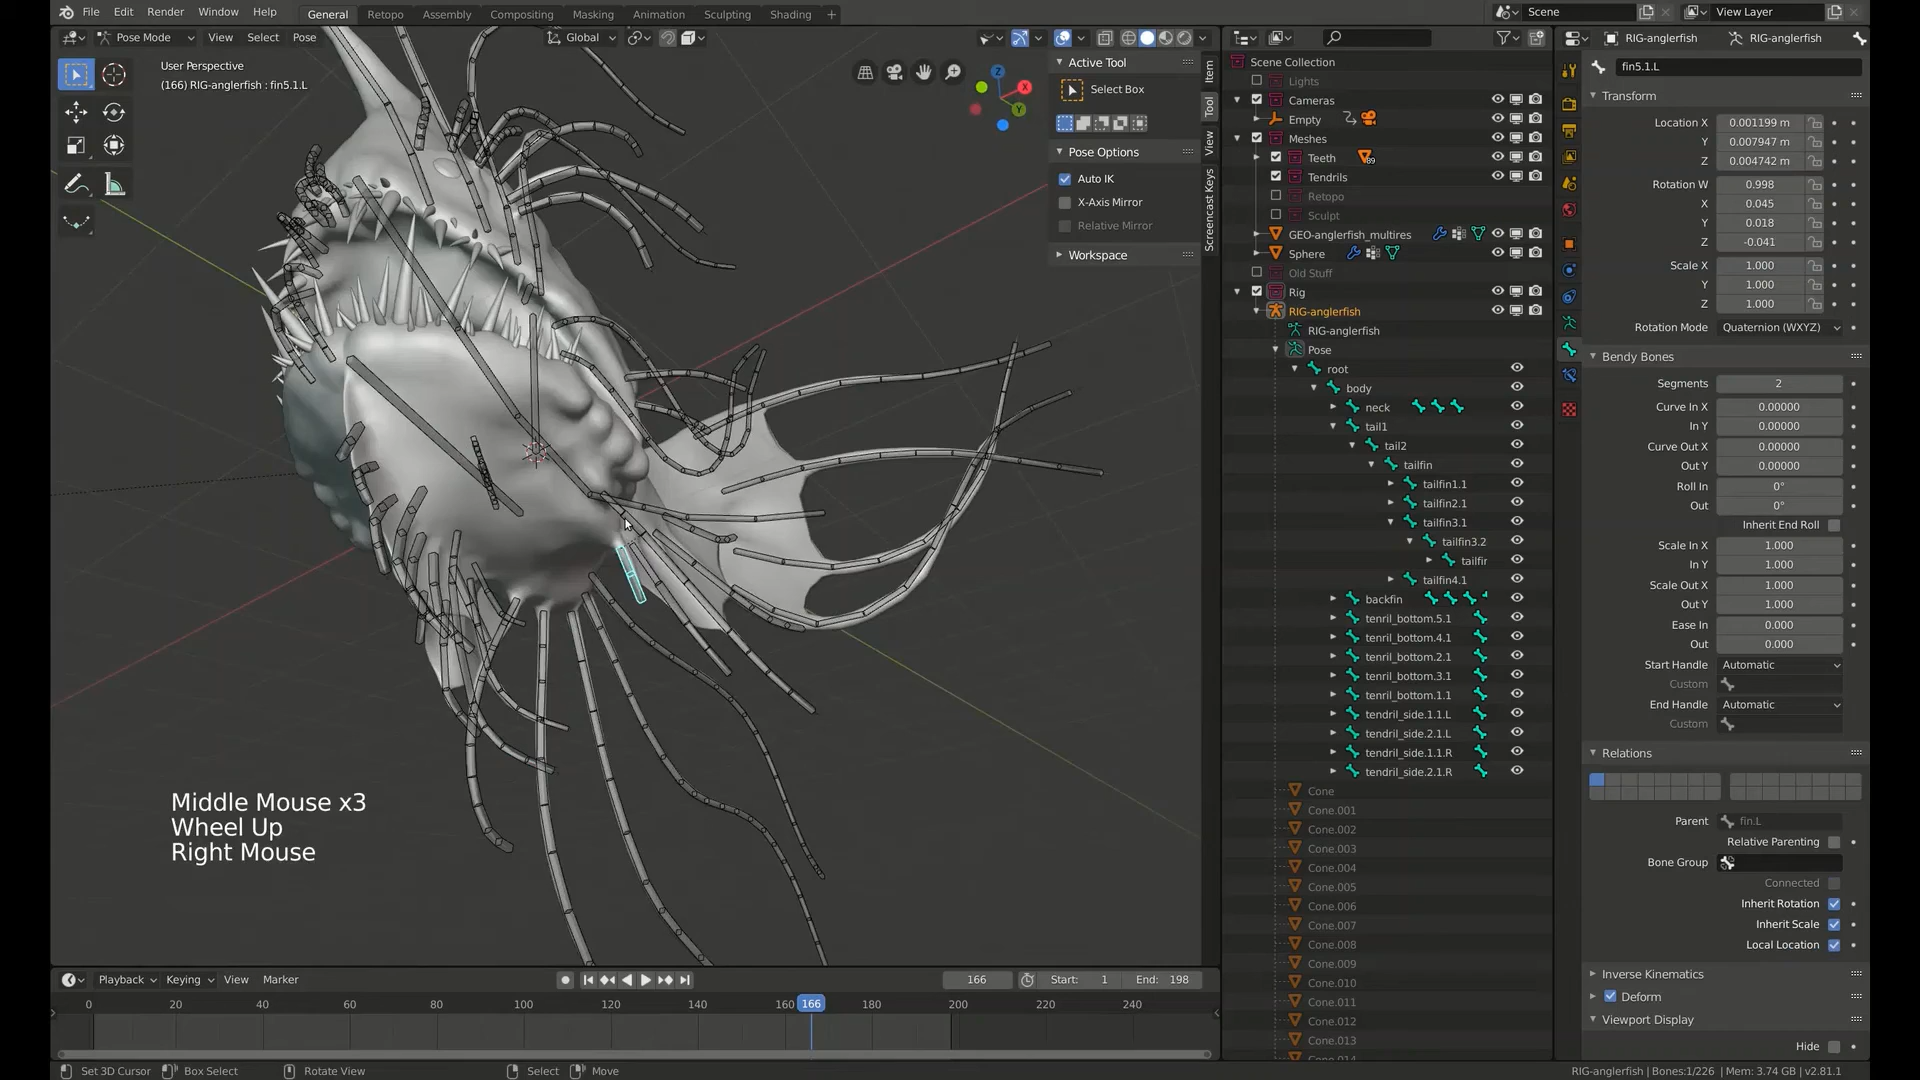 File Edit Render Window Help General Retopo Assembly Compositing Masking Animation Sculpting Shading + Scene View Layer
Pose Mode View Select Pose Global RIG-anglerfish RIG-anglerfish
User Perspective
(166) RIG-anglerfish : fin5.1.L
Z
X
Y
Active Tool
Select Box
Pose Options
Auto IK
X-Axis Mirror
Relative Mirror
Workspace
Item
Tool
View
Screencast Keys
Scene Collection
Lights
Cameras
Empty
Meshes
Teeth 89
Tendrils
Retopo
Sculpt
GEO-anglerfish_multires
Sphere
Old Stuff
Rig
RIG-anglerfish
RIG-anglerfish
Pose
root
body
neck
tail1
tail2
tailfin
tailfin1.1
tailfin2.1
tailfin3.1
tailfin3.2
tailfir
tailfin4.1
backfin
tenril_bottom.5.1
tenril_bottom.4.1
tenril_bottom.2.1
tenril_bottom.3.1
tenril_bottom.1.1
tendril_side.1.1.L
tendril_side.2.1.L
tendril_side.1.1.R
tendril_side.2.1.R
Cone
Cone.001
Cone.002
Cone.003
Cone.004
Cone.005
Cone.006
Cone.007
Cone.008
Cone.009
Cone.010
Cone.011
Cone.012
Cone.013
fin5.1.L
Transform
Location X 0.001199 m
Y 0.007947 m
Z 0.004742 m
Rotation W 0.998
X 0.045
Y 0.018
Z -0.041
Scale X 1.000
Y 1.000
Z 1.000
Rotation Mode Quaternion (WXYZ)
Bendy Bones
Segments 2
Curve In X 0.00000
In Y 0.00000
Curve Out X 0.00000
Out Y 0.00000
Roll In 0°
Out 0°
Inherit End Roll
Scale In X 1.000
In Y 1.000
Scale Out X 1.000
Out Y 1.000
Ease In 0.000
Out 0.000
Start Handle Automatic
Custom
End Handle Automatic
Custom
Relations
Parent fin.L
Relative Parenting
Bone Group
Connected
Inherit Rotation
Inherit Scale
Local Location
Inverse Kinematics
Deform
Viewport Display
Hide
Middle Mouse x3
Wheel Up
Right Mouse
Playback Keying View Marker 166 Start: 1 End: 198
0 20 40 60 80 100 120 140 160 166 180 200 220 240
Set 3D Cursor Box Select Rotate View Select Move RIG-anglerfish | Bones:1/226 | Mem: 3.74 GB | v2.81.1